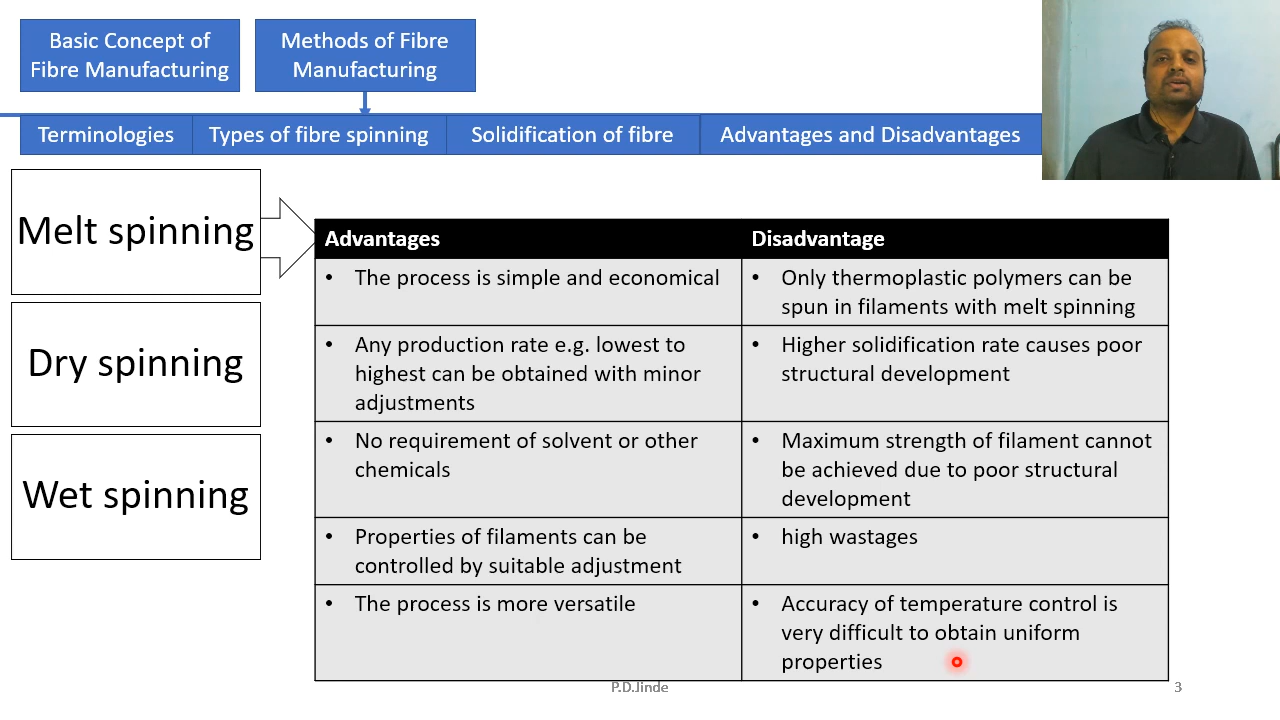 Basic Concept of
Fibre Manufacturing
Methods of Fibre
Manufacturing
Terminologies
Types of fibre spinning
Solidification of fibre
Advantages and Disadvantages
Melt spinning
Dry spinning
Wet spinning
Advantages
Disadvantage
• The process is simple and economical
• Only thermoplastic polymers can be
spun in filaments with melt spinning
• Any production rate e.g. lowest to
highest can be obtained with minor
adjustments
• Higher solidification rate causes poor
structural development
• No requirement of solvent or other
chemicals
• Maximum strength of filament cannot
be achieved due to poor structural
development
• Properties of filaments can be
controlled by suitable adjustment
• high wastages
• The process is more versatile
• Accuracy of temperature control is
very difficult to obtain uniform
properties
P.D.Jinde
3